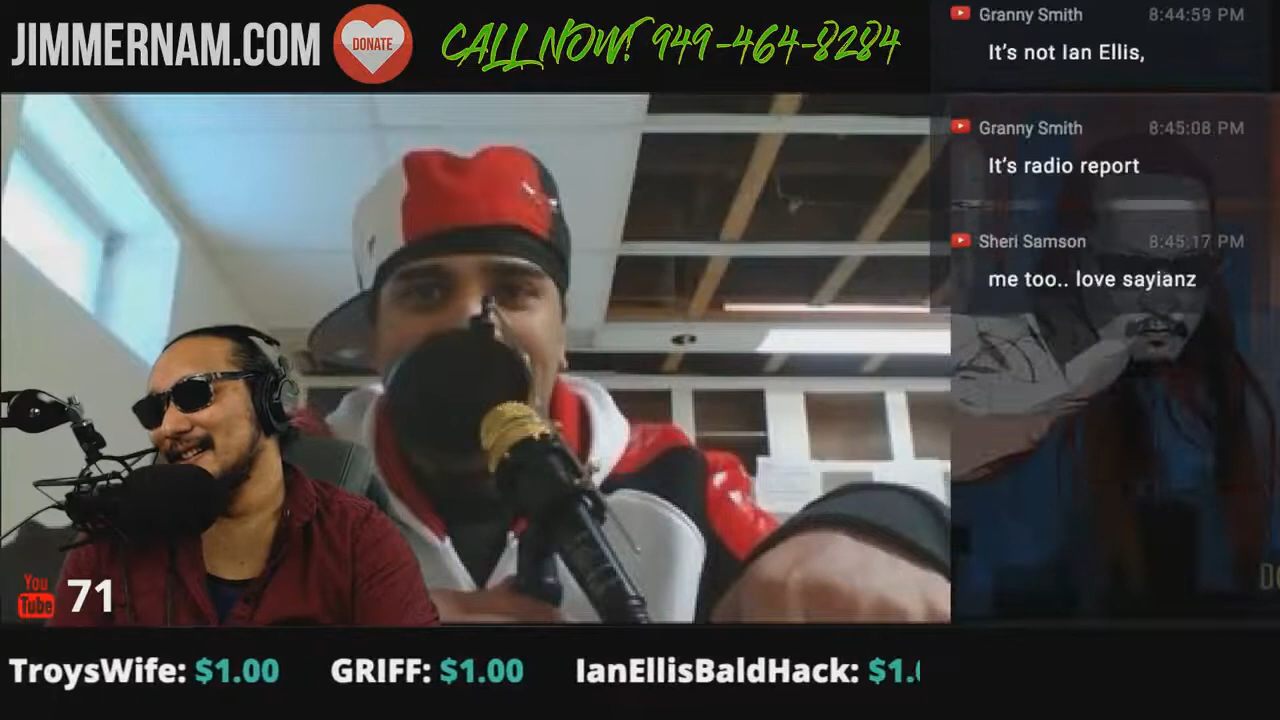 JIMMERNAM.COM
DONATE
CALL NOW! 949-464-8284
Granny Smith 8:44:59 PM
It's not Ian Ellis,
Granny Smith 8:45:08 PM
It's radio report
Sheri Samson 8:45:17 PM
me too.. love sayianz
You
Tube
71
TroysWife: $1.00 GRIFF: $1.00 IanEllisBaldHack: $1.